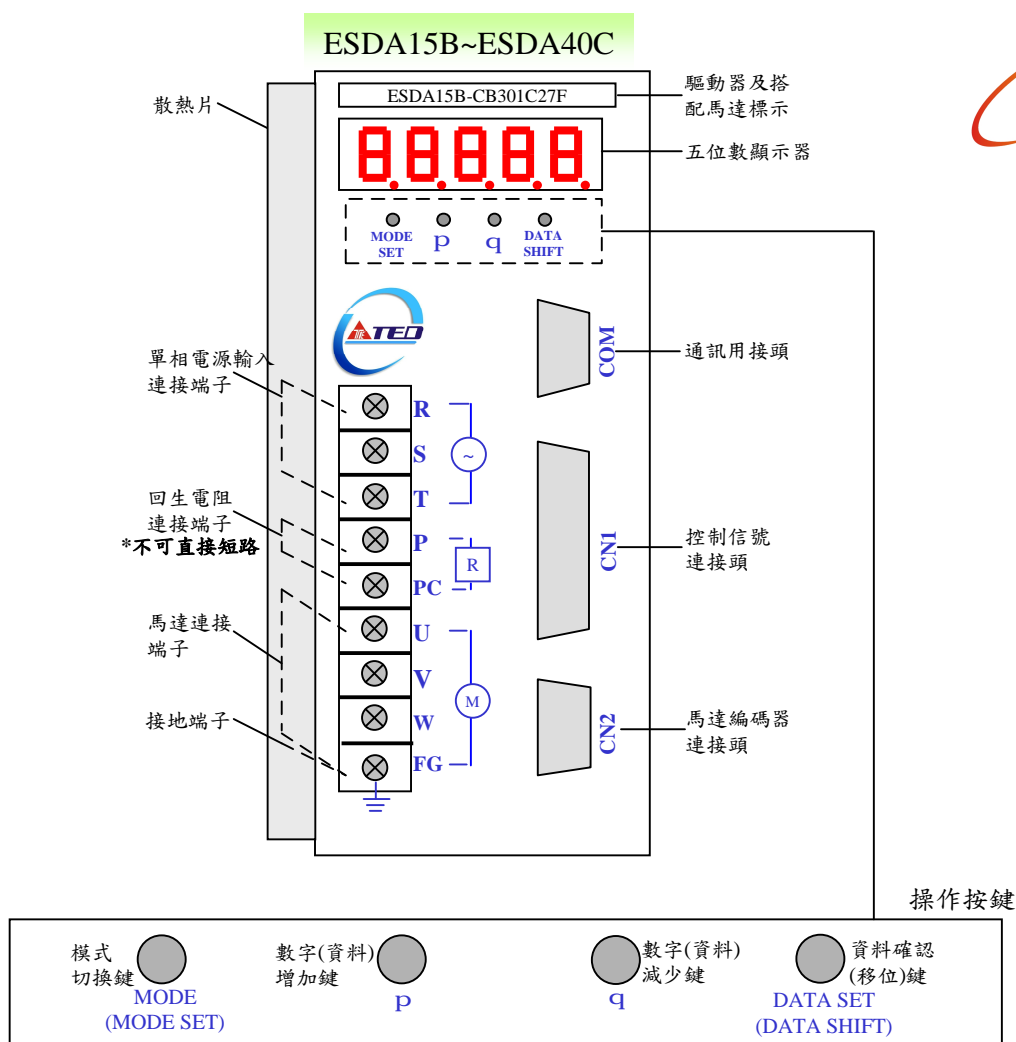 ESDA15B~ESDA40C
ESDA15B-CB301C27F
驅動器及搭
配馬達標示
散熱片
8.8.8.8.8.
五位數顯示器
MODE
SET
p
q
DATA
SHIFT
TED
COM
通訊用接頭
單相電源輸入
連接端子
R
S
~
T
回生電阻
連接端子
*不可直接短路
P
R
PC
CN1
控制信號
連接頭
馬達連接
端子
U
V
M
W
接地端子
FG
CN2
馬達編码器
連接頭
操作按鍵
模式
切換鍵
MODE
(MODE SET)
數字(資料)
增加鍵
p
數字(資料)
減少鍵
q
資料確認
(移位)鍵
DATA SET
(DATA SHIFT)